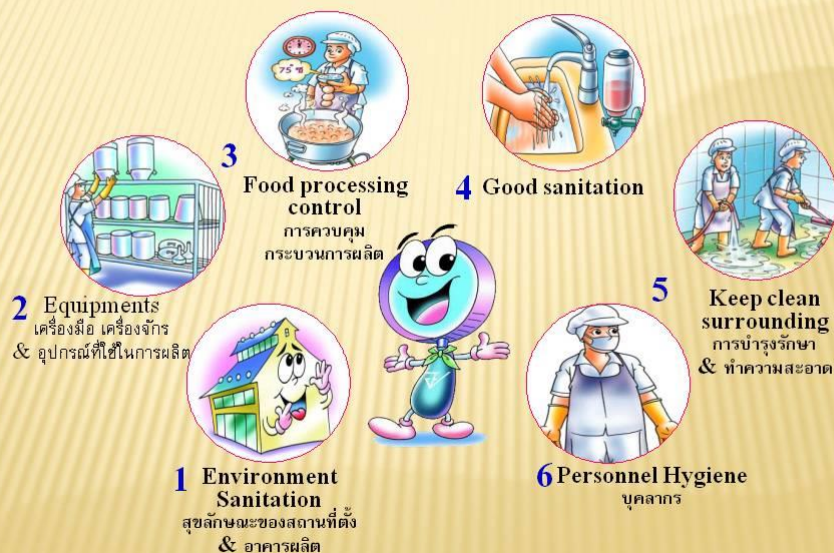 1 Environment
Sanitation
สุขลักษณะของสถานที่ตั้ง
& อาคารผลิต
2 Equipments
เครื่องมือ เครื่องจักร
& อุปกรณ์ที่ใช้ในการผลิต
3
75 ซ
Food processing
control
การควบคุม
กระบวนการผลิต
4 Good sanitation
5
Keep clean
surrounding
การบำรุงรักษา
& ทำความสะอาด
6 Personnel Hygiene
บุคลากร